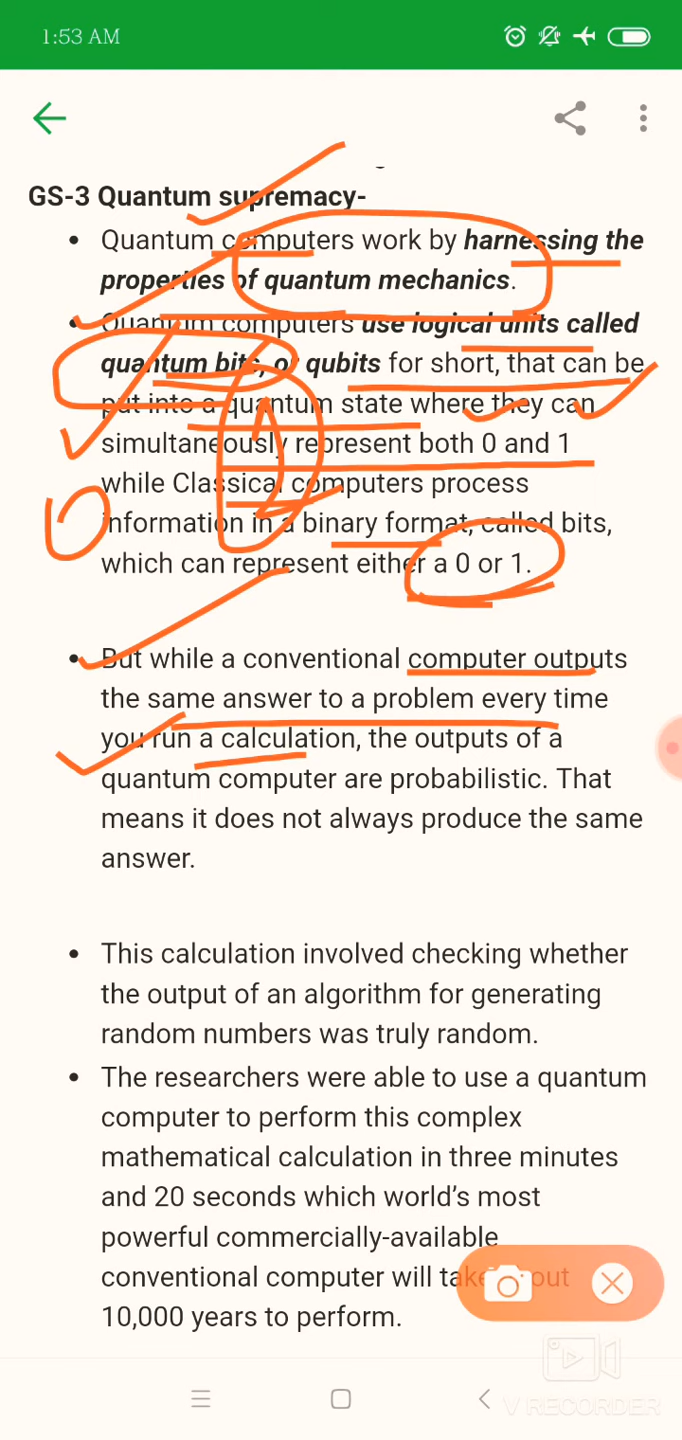 1:53 AM
GS-3 Quantum supremacy-
• Quantum computers work by harnessing the
properties of quantum mechanics.
• Quantum computers use logical units called
quantum bits, or qubits for short, that can be
put into a quantum state where they can
simultaneously represent both 0 and 1
while Classical computers process
information in a binary format, called bits,
which can represent either a 0 or 1.
• But while a conventional computer outputs
the same answer to a problem every time
you run a calculation, the outputs of a
quantum computer are probabilistic. That
means it does not always produce the same
answer.
• This calculation involved checking whether
the output of an algorithm for generating
random numbers was truly random.
• The researchers were able to use a quantum
computer to perform this complex
mathematical calculation in three minutes
and 20 seconds which world's most
powerful commercially-available
conventional computer will take about
10,000 years to perform.
V RECORDER